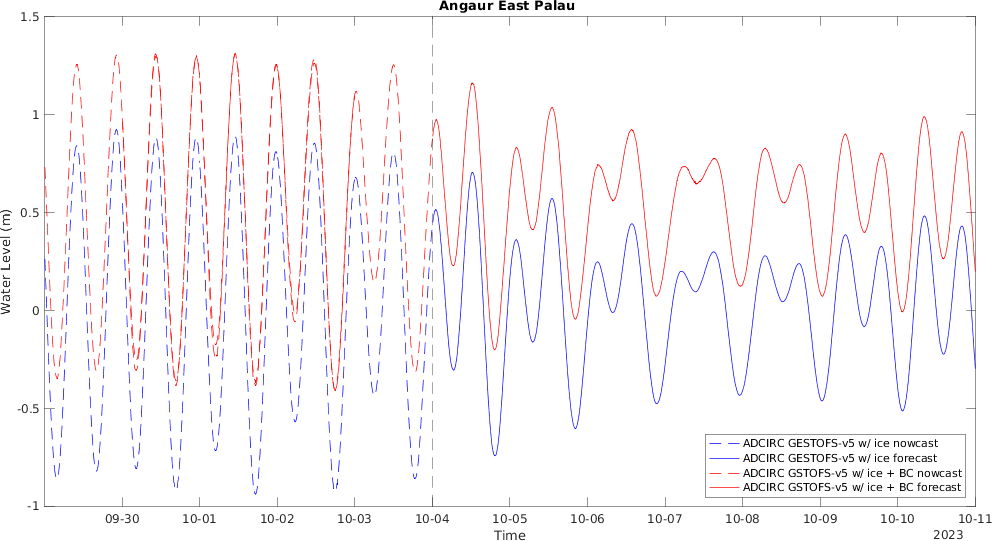 Angaur East Palau
1.5
1
0.5
0
-0.5
-1
Water Level (m)
09-30 10-01 10-02 10-03 10-04 10-05 10-06 10-07 10-08 10-09 10-10 10-11
Time
2023
ADCIRC GESTOFS-v5 w/ ice nowcast
ADCIRC GESTOFS-v5 w/ ice forecast
ADCIRC GSTOFS-v5 w/ ice + BC nowcast
ADCIRC GSTOFS-v5 w/ ice + BC forecast